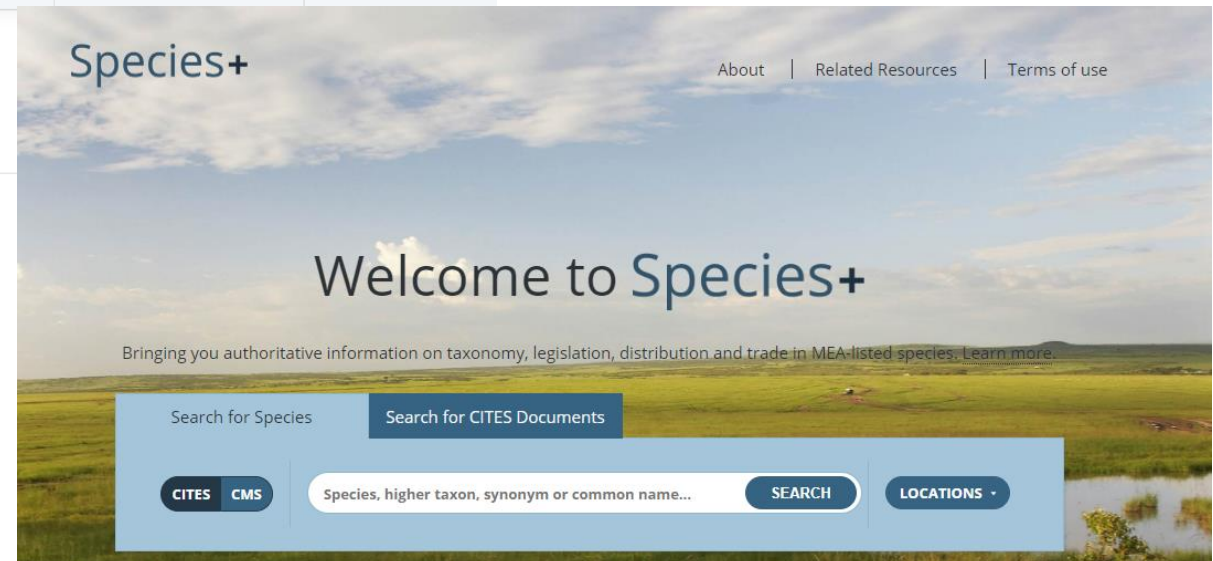 Species+
About | Related Resources | Terms of use
Welcome to Species+
Bringing you authoritative information on taxonomy, legislation, distribution and trade in MEA-listed species. Learn more.
Search for Species
Search for CITES Documents
CITES CMS Species, higher taxon, synonym or common name... SEARCH LOCATIONS